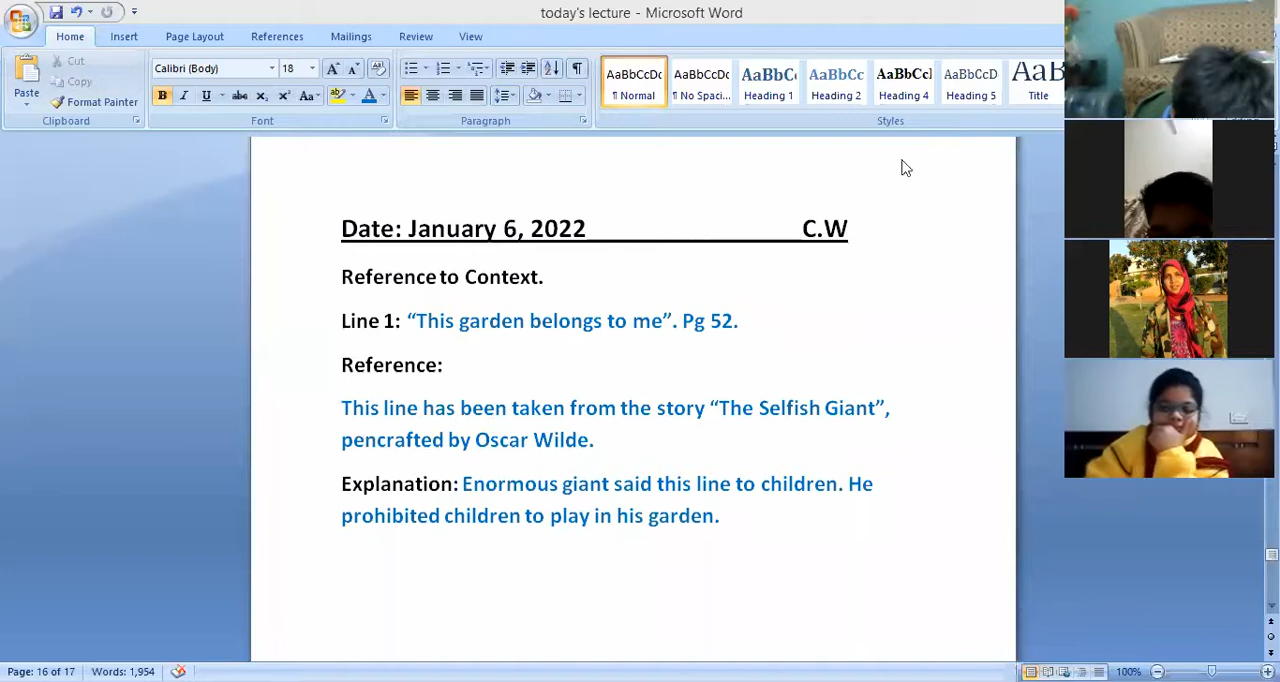 today's lecture - Microsoft Word
Home Insert Page Layout References Mailings Review View
Cut
Copy
Format Painter
Paste
Clipboard
Calibri (Body) 18
Font
Paragraph
AaBbCcDc AaBbCcDc AaBbC AaBbCc AaBbCcI AaBbCcD AaB
¶ Normal ¶ No Spaci... Heading 1 Heading 2 Heading 4 Heading 5 Title
Styles
Date: January 6, 2022 C.W
Reference to Context.
Line 1: “This garden belongs to me”. Pg 52.
Reference:
This line has been taken from the story “The Selfish Giant”,
pencrafted by Oscar Wilde.
Explanation: Enormous giant said this line to children. He
prohibited children to play in his garden.
Page: 16 of 17 Words: 1,954 100%